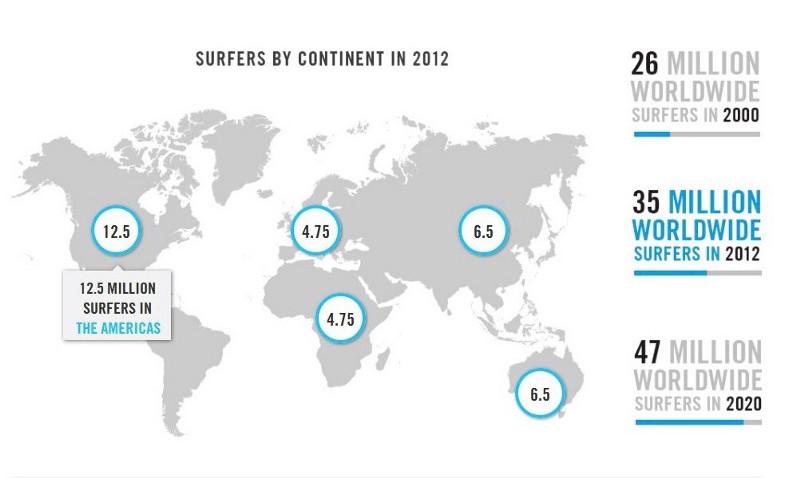 SURFERS BY CONTINENT IN 2012
12.5
4.75
6.5
12.5 MILLION
SURFERS IN
THE AMERICAS
4.75
6.5
26 MILLION
WORLDWIDE
SURFERS IN 2000
35 MILLION
WORLDWIDE
SURFERS IN 2012
47 MILLION
WORLDWIDE
SURFERS IN 2020